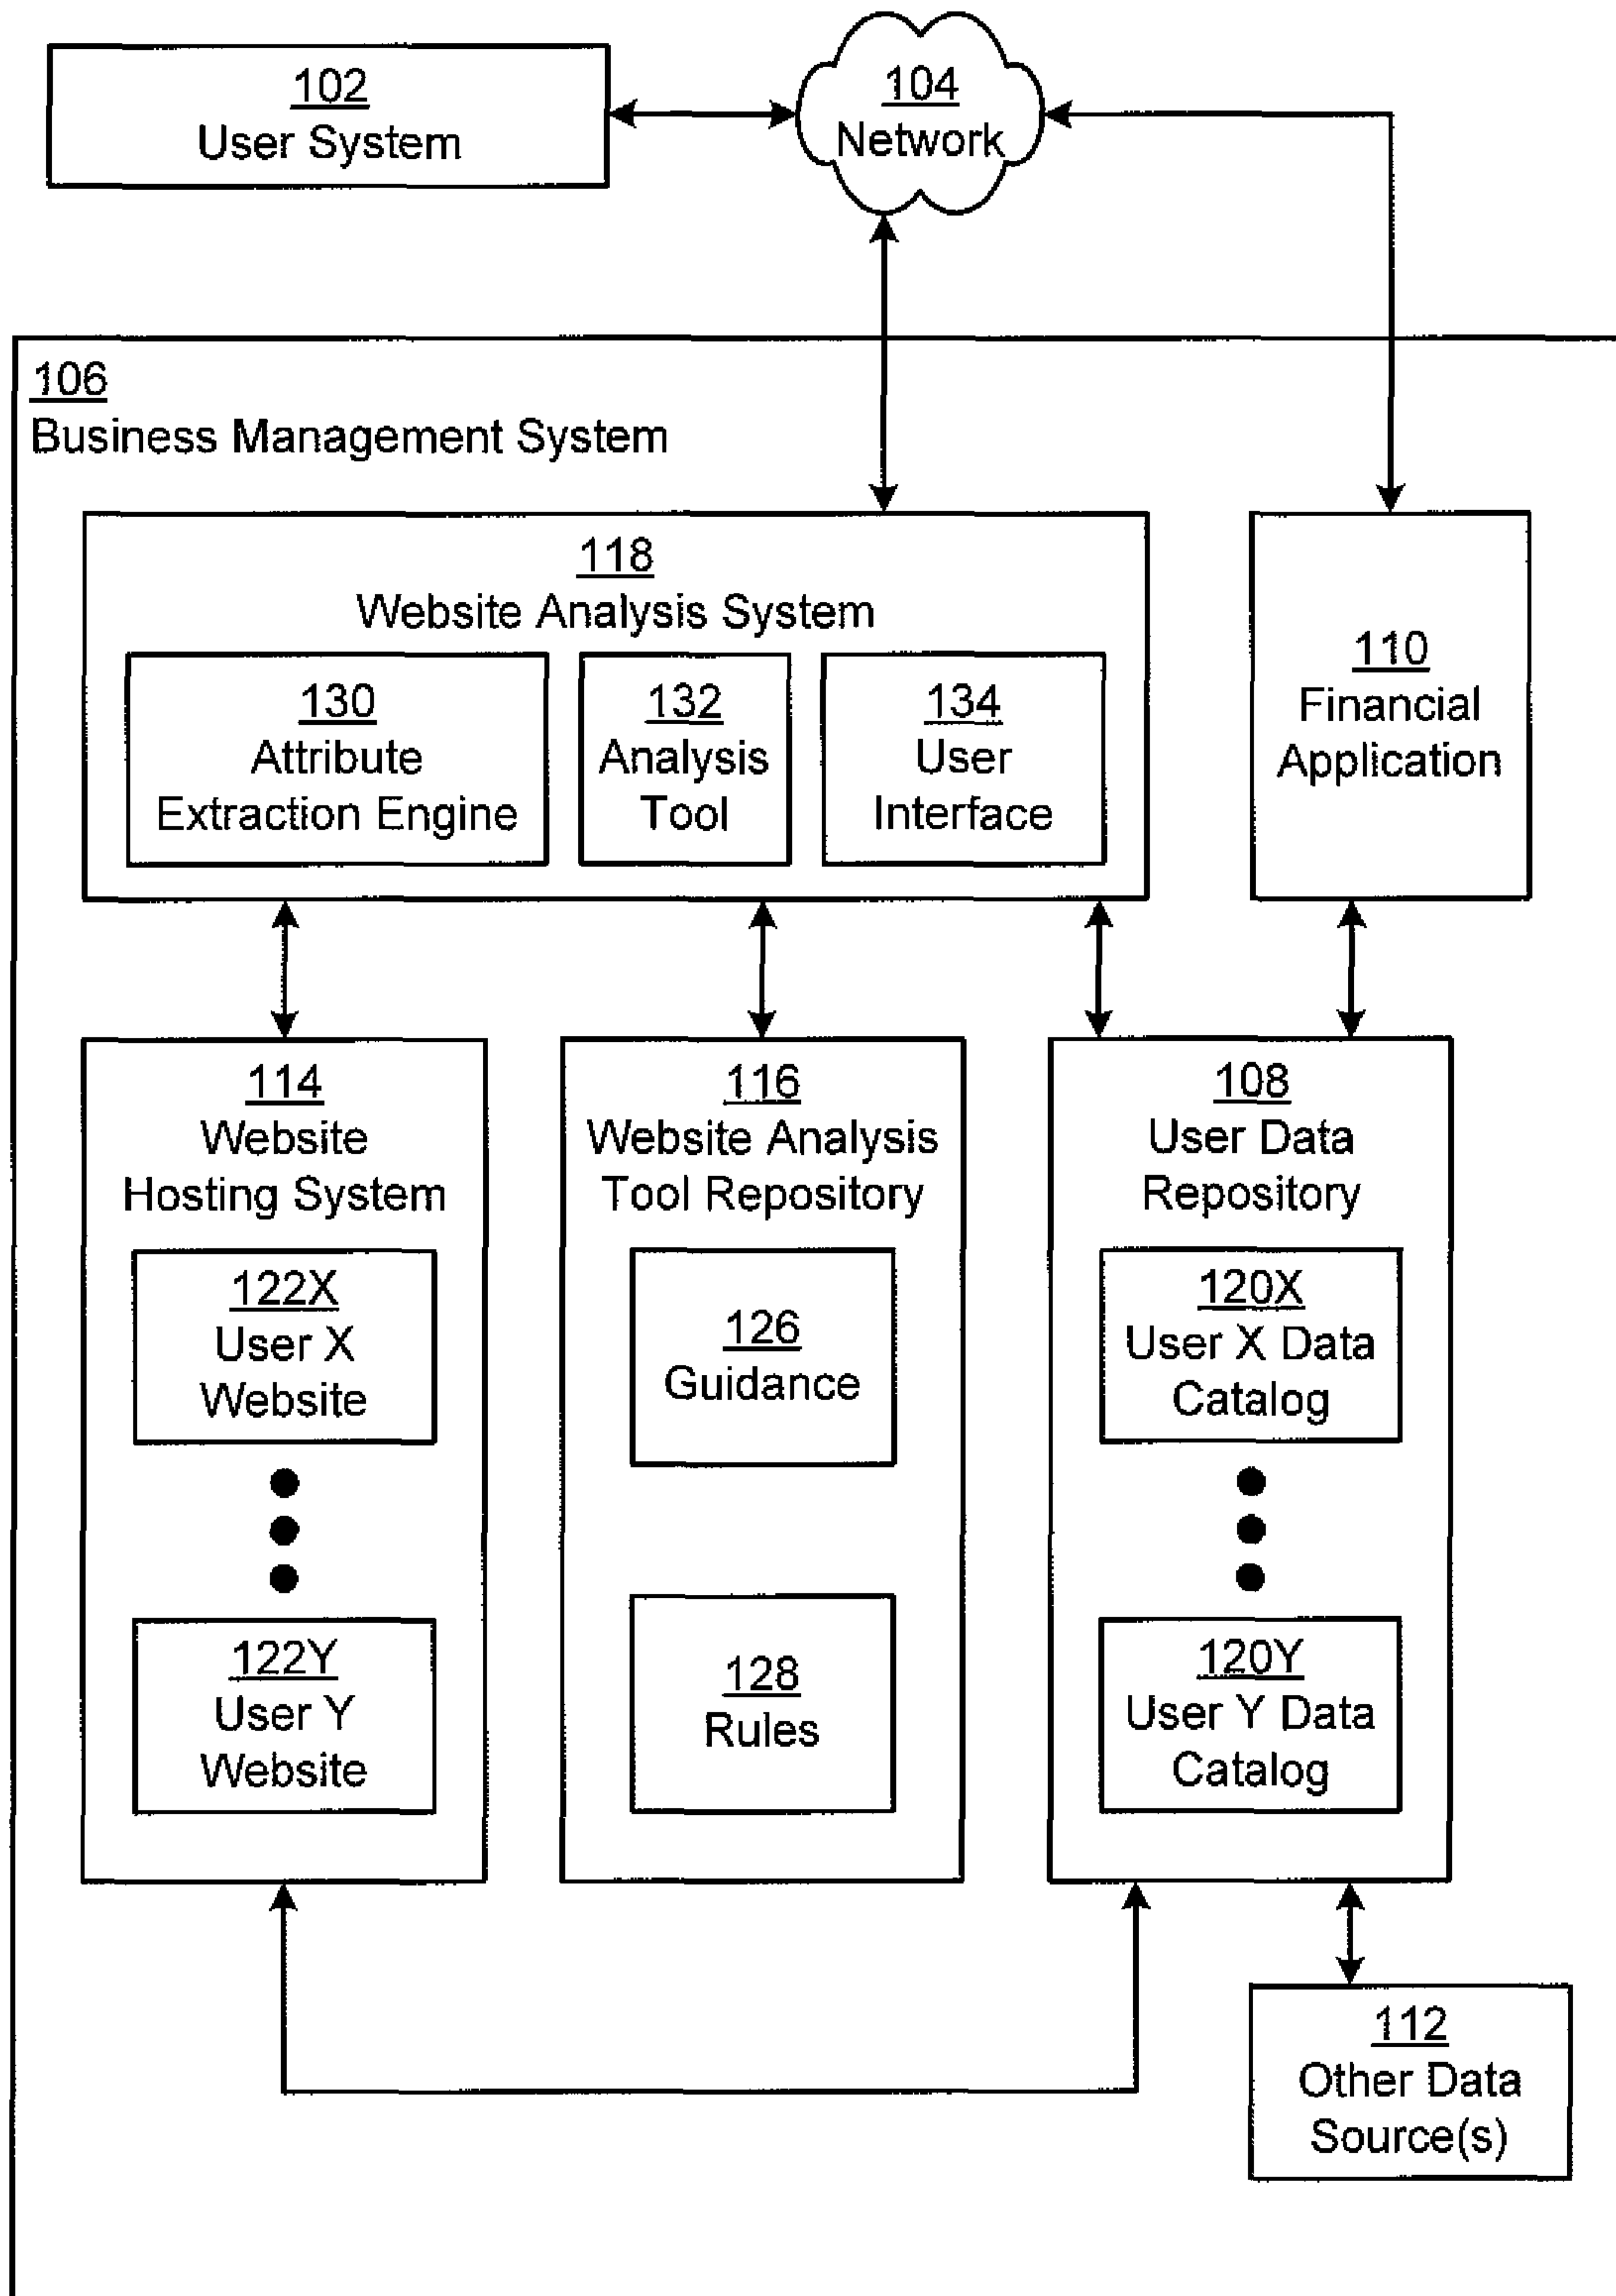 102
User System
104
Network
106
Business Management System
118
Website Analysis System
130
Attribute
Extraction Engine
132
Analysis
Tool
134
User
Interface
110
Financial
Application
114
Website
Hosting System
122X
User X
Website
122Y
User Y
Website
116
Website Analysis
Tool Repository
126
Guidance
128
Rules
108
User Data
Repository
120X
User X Data
Catalog
120Y
User Y Data
Catalog
112
Other Data
Source(s)